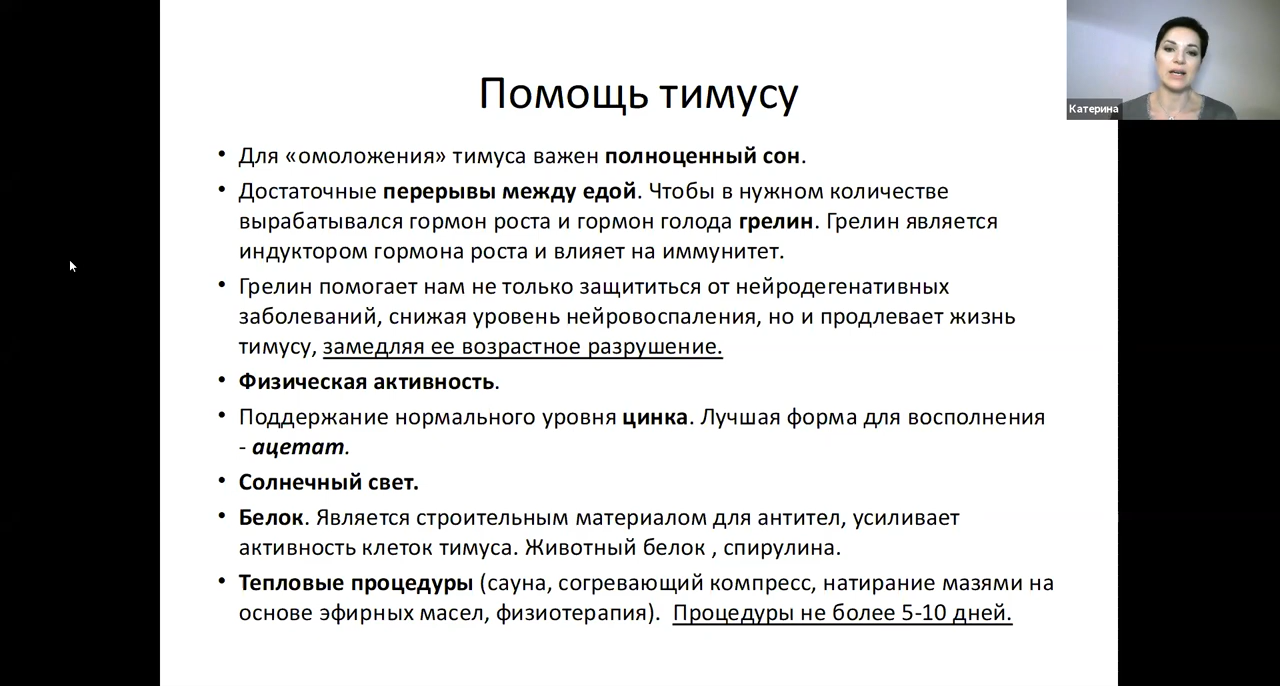 Помощь тимусу
Катерина
• Для «омоложения» тимуса важен полноценный сон.
• Достаточные перерывы между едой. Чтобы в нужном количестве
вырабатывался гормон роста и гормон голода грелин. Грелин является
индуктором гормона роста и влияет на иммунитет.
• Грелин помогает нам не только защититься от нейродегенативных
заболеваний, снижая уровень нейровоспаления, но и продлевает жизнь
тимусу, замедляя ее возрастное разрушение.
• Физическая активность.
• Поддержание нормального уровня цинка. Лучшая форма для восполнения
- ацетат.
• Солнечный свет.
• Белок. Является строительным материалом для антител, усиливает
активность клеток тимуса. Животный белок , спирулина.
• Тепловые процедуры (сауна, согревающий компресс, натирание мазями на
основе эфирных масел, физиотерапия). Процедуры не более 5-10 дней.